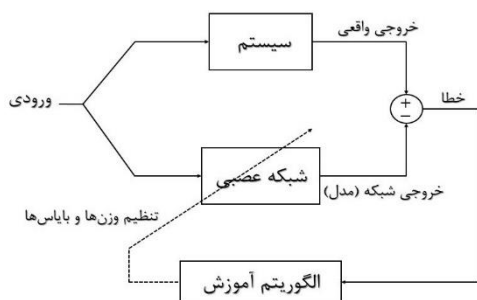 سیستم
خروجی واقعی
ورودی
+
−
خطا
شبکه عصبی
خروجی شبکه (مدل)
تنظیم وزن‌ها و بایاس‌ها
الگوریتم آموزش